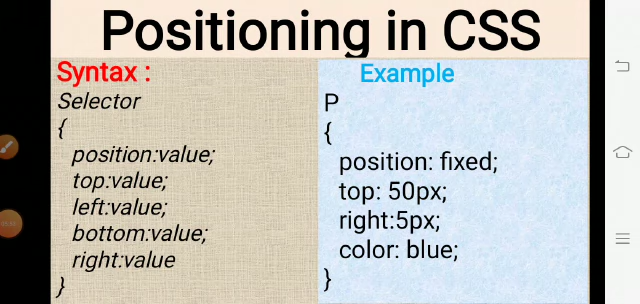 Positioning in CSS
Syntax :
Selector
{
position:value;
top:value;
left:value;
bottom:value;
right:value
}
Example
P
{
position: fixed;
top: 50px;
right:5px;
color: blue;
}